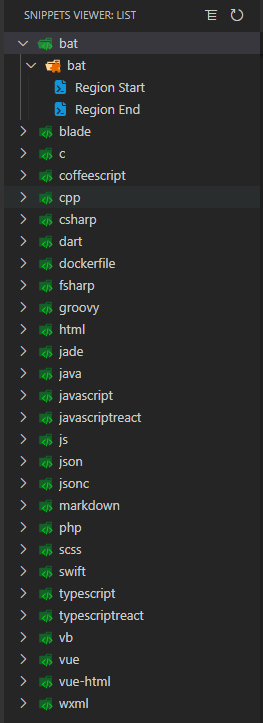 SNIPPETS VIEWER: LIST
bat
bat
Region Start
Region End
blade
c
coffeescript
cpp
csharp
dart
dockerfile
fsharp
groovy
html
jade
java
javascript
javascriptreact
js
json
jsonc
markdown
php
scss
swift
typescript
typescriptreact
vb
vue
vue-html
wxml